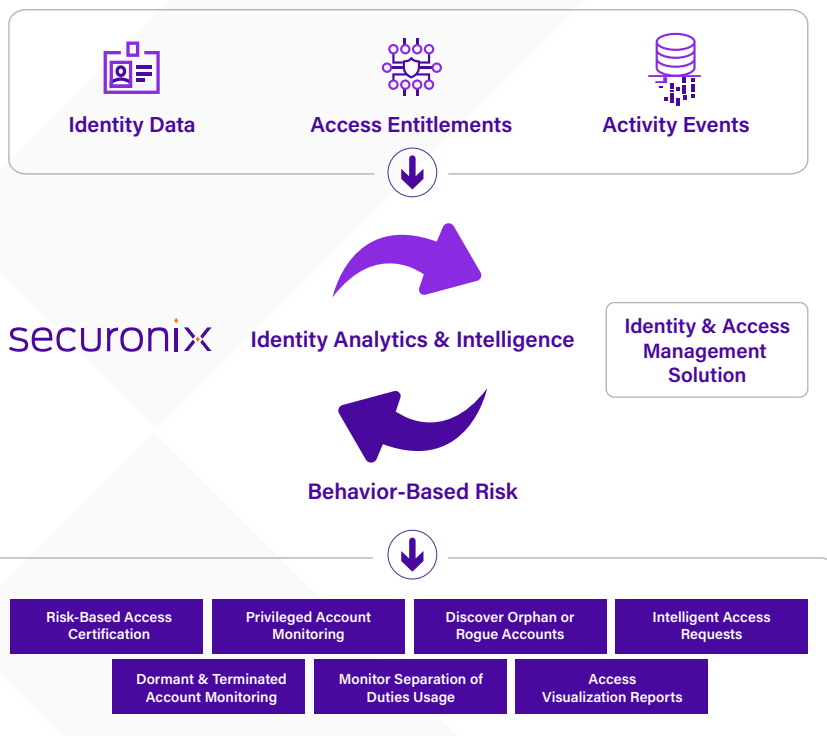 Identity Data
Access Entitlements
Activity Events
securonix
Identity Analytics & Intelligence
Identity & Access
Management
Solution
Behavior-Based Risk
Risk-Based Access
Certification
Privileged Account
Monitoring
Discover Orphan or
Rogue Accounts
Intelligent Access
Requests
Dormant & Terminated
Account Monitoring
Monitor Separation of
Duties Usage
Access
Visualization Reports